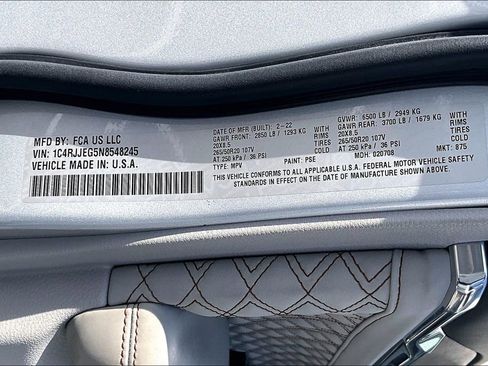 MFD BY: FCA US LLC
VIN: 1C4RJJEG5N8548245
VEHICLE MADE IN: U.S.A.
DATE OF MFR (BUILT): 2-22
GAWR FRONT: 2850 LB / 1293 KG
20X8.5 RIMS
265/50R20 107V TIRES
AT 250 kPa / 36 PSI COLD
TYPE: MPV
PAINT: PSE
GVWR: 6500 LB / 2949 KG
GAWR REAR: 3700 LB / 1679 KG
20X8.5 RIMS
265/50R20 107V TIRES
AT 250 kPa / 36 PSI COLD
MDH: 020708
MKT: 875
THIS VEHICLE CONFORMS TO ALL APPLICABLE U.S.A. FEDERAL MOTOR VEHICLE SAFETY
STANDARDS IN EFFECT ON THE DATE OF MANUFACTURE SHOWN ABOVE.